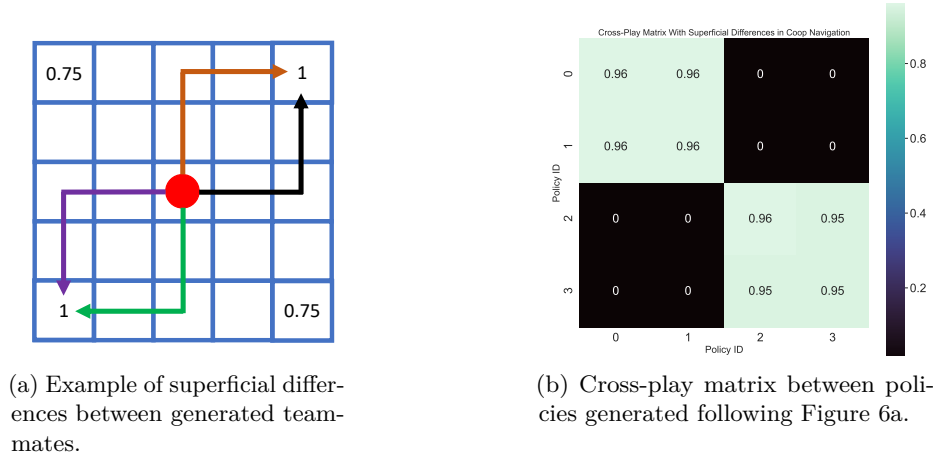 0.75
1
1
0.75
(a) Example of superficial differ-
ences between generated team-
mates.
Cross-Play Matrix With Superficial Differences in Coop Navigation
Policy ID
0
0.96 0.96 0 0
1
0.96 0.96 0 0
2
0 0 0.96 0.95
3
0 0 0.95 0.95
0 1 2 3
Policy ID
0.8
0.6
0.4
0.2
(b) Cross-play matrix between poli-
cies generated following Figure 6a.